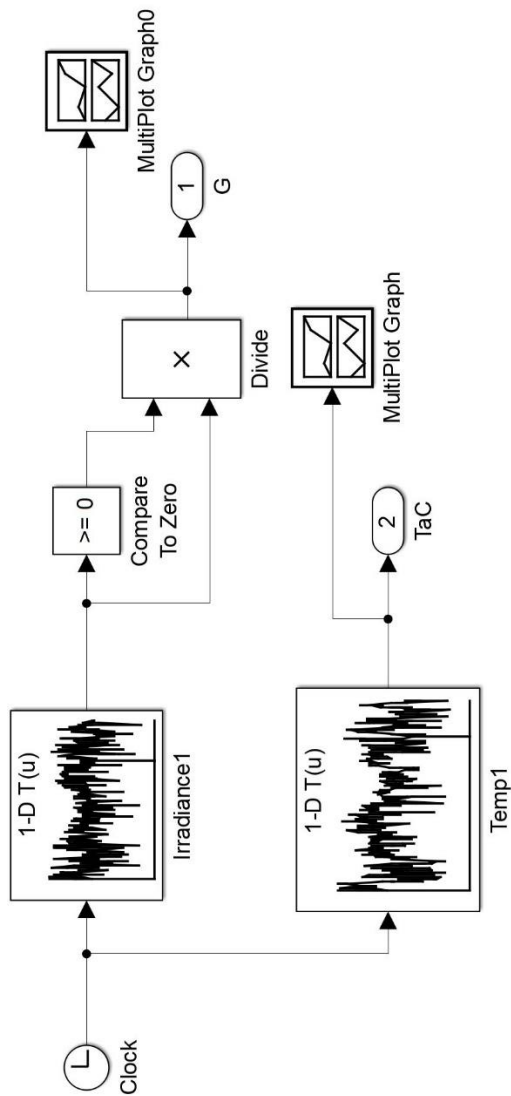 Clock
1-D T(u)
Irradiance1
>= 0
Compare
To Zero
×
Divide
MultiPlot Graph0
1
G
1-D T(u)
Temp1
2
TaC
MultiPlot Graph